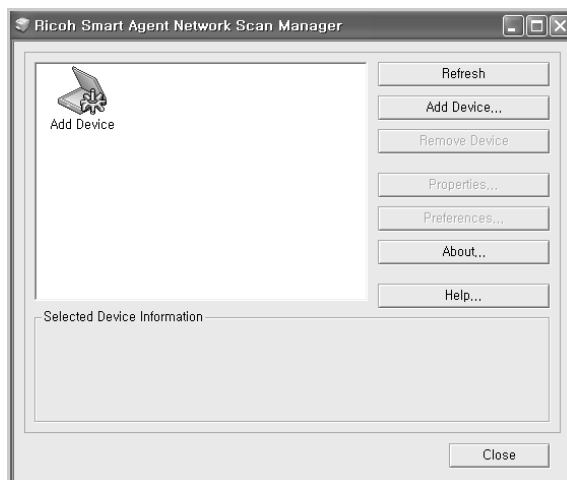 Ricoh Smart Agent Network Scan Manager
Add Device
Refresh
Add Device...
Remove Device
Properties...
Preferences...
About...
Help...
Selected Device Information
Close